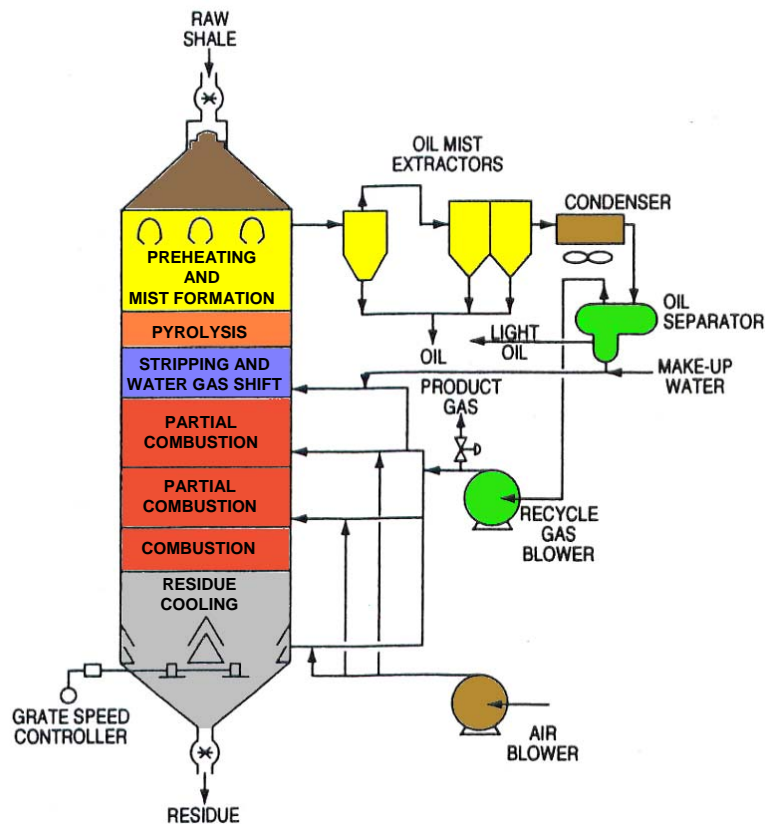 RAW
SHALE
OIL MIST
EXTRACTORS
CONDENSER
PREHEATING
AND
MIST FORMATION
OIL
SEPARATOR
PYROLYSIS
LIGHT
OIL
OIL
STRIPPING AND
WATER GAS SHIFT
MAKE-UP
WATER
PRODUCT
GAS
PARTIAL
COMBUSTION
PARTIAL
COMBUSTION
RECYCLE
GAS
BLOWER
COMBUSTION
RESIDUE
COOLING
GRATE SPEED
CONTROLLER
AIR
BLOWER
RESIDUE